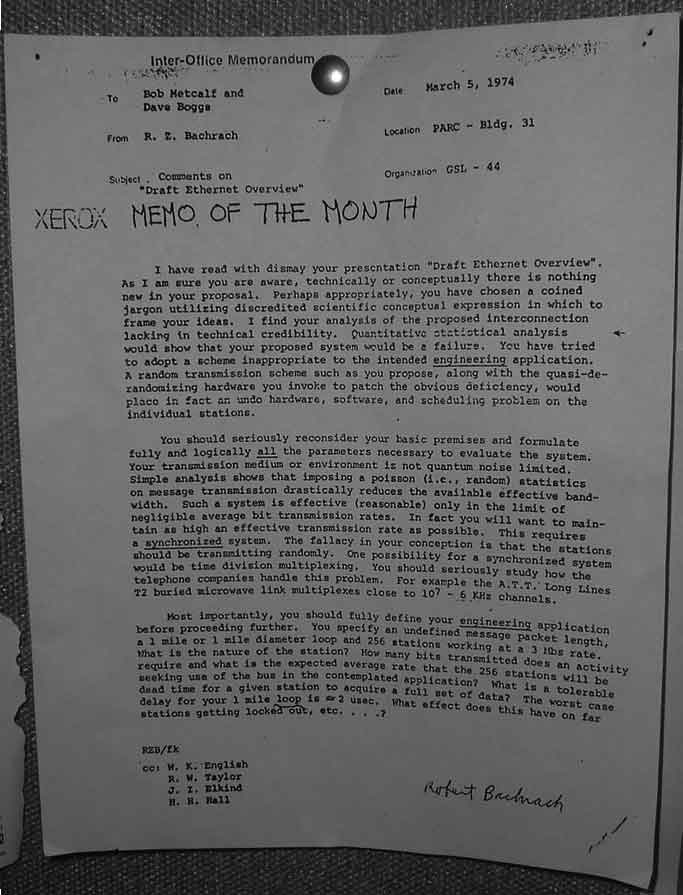 Inter-Office Memorandum
To Bob Metcalf and Dave Boggs
Date March 5, 1974
From R. Z. Bachrach
Location PARC - Bldg. 31
Subject Comments on "Draft Ethernet Overview"
Organization GSL - 44
XEROX MEMO OF THE MONTH
I have read with dismay your presentation "Draft Ethernet Overview".
As I am sure you are aware, technically or conceptually there is nothing
new in your proposal. Perhaps appropriately, you have chosen a coined
jargon utilizing discredited scientific conceptual expression in which to
frame your ideas. I find your analysis of the proposed interconnection
lacking in technical credibility. Quantitative statistical analysis
would show that your proposed system would be a failure. You have tried
to adopt a scheme inappropriate to the intended engineering application.
A random transmission scheme such as you propose, along with the quasi-de-
randomizing hardware you invoke to patch the obvious deficiency, would
place in fact an undo hardware, software, and scheduling problem on the
individual stations.
You should seriously reconsider your basic premises and formulate
fully and logically all the parameters necessary to evaluate the system.
Your transmission medium or environment is not quantum noise limited.
Simple analysis shows that imposing a poisson (i.e., random) statistics
on message transmission drastically reduces the available effective band-
width. Such a system is effective (reasonable) only in the limit of
negligible average bit transmission rates. In fact you will want to main-
tain as high an effective transmission rate as possible. This requires
a synchronized system. The fallacy in your conception is that the stations
should be transmitting randomly. One possibility for a synchronized system
would be time division multiplexing. You should seriously study how the
telephone companies handle this problem. For example the A.T.T. Long Lines
T2 buried microwave link multiplexes close to 10⁷ - 6 KHz channels.
Most importantly, you should fully define your engineering application
before proceeding further. You specify an undefined message packet length,
a 1 mile or 1 mile diameter loop and 256 stations working at a 3 Mbs rate.
What is the nature of the station? How many bits transmitted does an activity
require and what is the expected average rate that the 256 stations will be
seeking use of the bus in the contemplated application? What is a tolerable
dead time for a given station to acquire a full set of data? The worst case
delay for your 1 mile loop is ≈ 2 usec. What effect does this have on far
stations getting locked out, etc. . . .?
RZB/fk
cc: W. K. English
R. W. Taylor
J. I. Elkind
H. H. Hall
Robert Bachrach